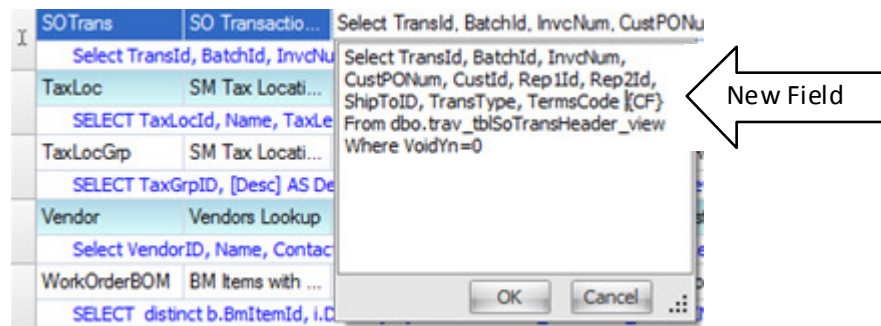 SOTrans SO Transactio... Select TransId, BatchId, InvcNum, CustPONu
Select TransId, BatchId, InvcNu
Select TransId, BatchId, InvcNum,
CustPONum, CustId, Rep1Id, Rep2Id,
ShipToID, TransType, TermsCode {CF}
From dbo.trav_tblSoTransHeader_view
Where VoidYn=0
New Field
TaxLoc SM Tax Locati...
SELECT TaxLocId, Name, TaxLe
TaxLocGrp SM Tax Locati...
SELECT TaxGrpID, [Desc] AS De
Vendor Vendors Lookup
Select VendorID, Name, Contac
WorkOrderBOM BM Items with ...
SELECT distinct b.BmItemId, i.D
OK Cancel